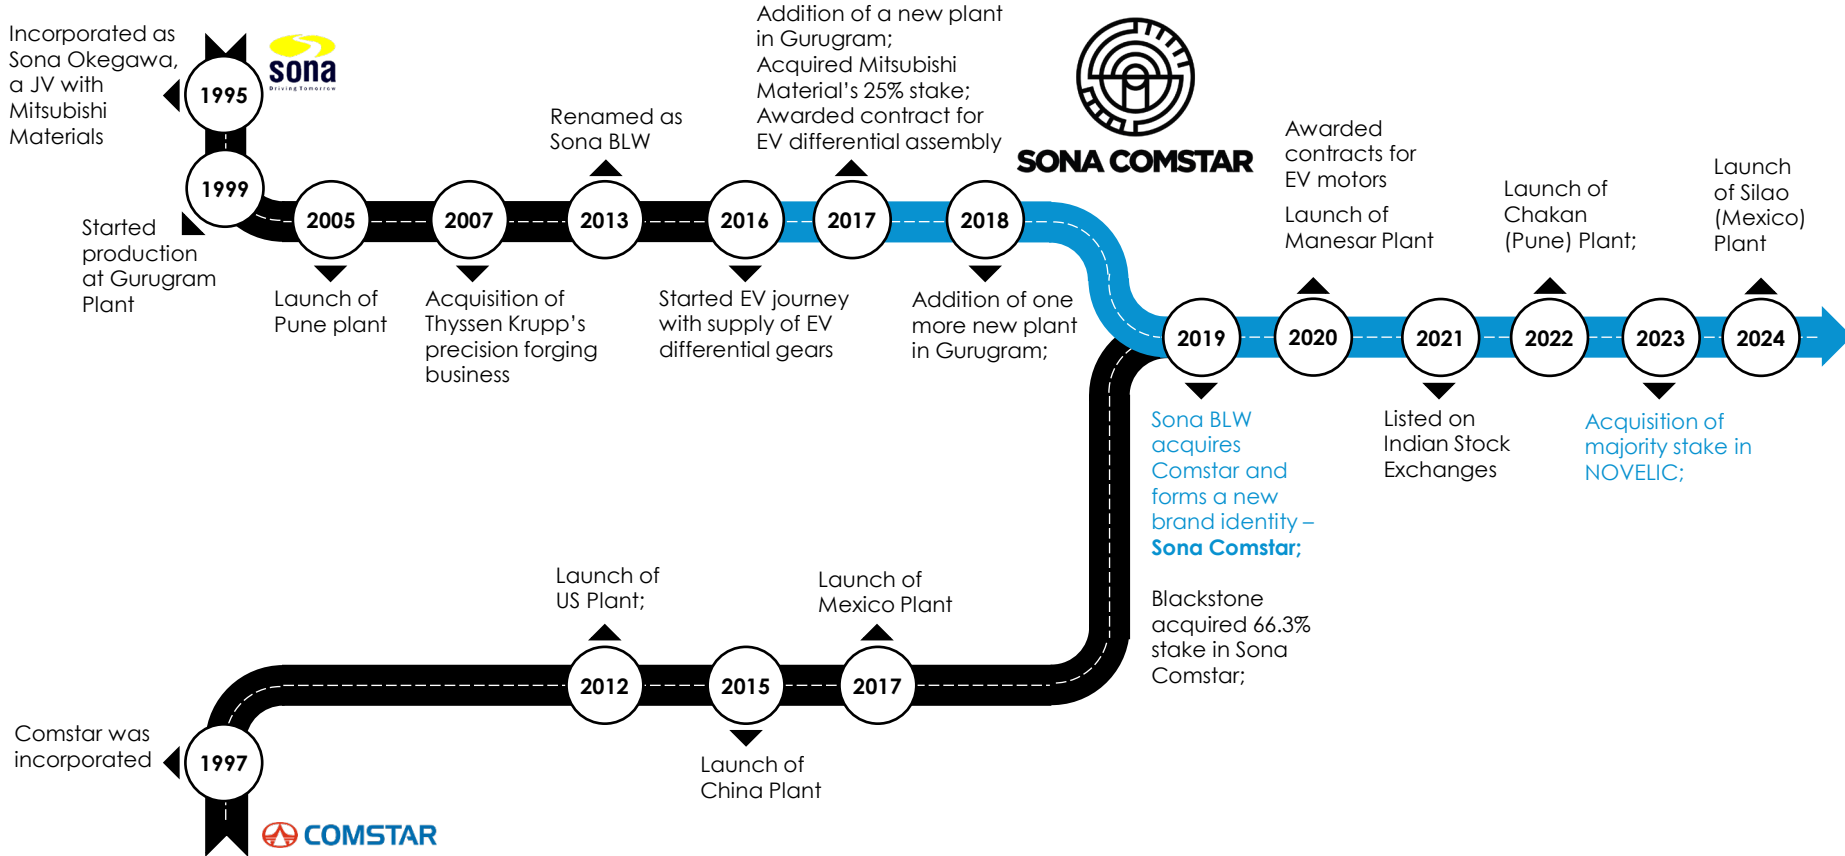 Incorporated as
Sona Okegawa,
a JV with
Mitsubishi
Materials
1995
sona
Driving Tomorrow
1999
Started
production
at Gurugram
Plant
2005
Launch of
Pune plant
2007
Acquisition of
Thyssen Krupp’s
precision forging
business
Renamed as
Sona BLW
2013
2016
Started EV journey
with supply of EV
differential gears
Addition of a new plant
in Gurugram;
Acquired Mitsubishi
Material’s 25% stake;
Awarded contract for
EV differential assembly
2017
2018
Addition of one
more new plant
in Gurugram;
SONA COMSTAR
2019
Sona BLW
acquires
Comstar and
forms a new
brand identity –
Sona Comstar;
Blackstone
acquired 66.3%
stake in Sona
Comstar;
Awarded
contracts for
EV motors
Launch of
Manesar Plant
2020
2021
Listed on
Indian Stock
Exchanges
Launch of
Chakan
(Pune) Plant;
2022
2023
Acquisition of
majority stake in
NOVELIC;
Launch
of Silao
(Mexico)
Plant
2024
Comstar was
incorporated
1997
COMSTAR
Launch of
US Plant;
2012
2015
Launch of
China Plant
Launch of
Mexico Plant
2017